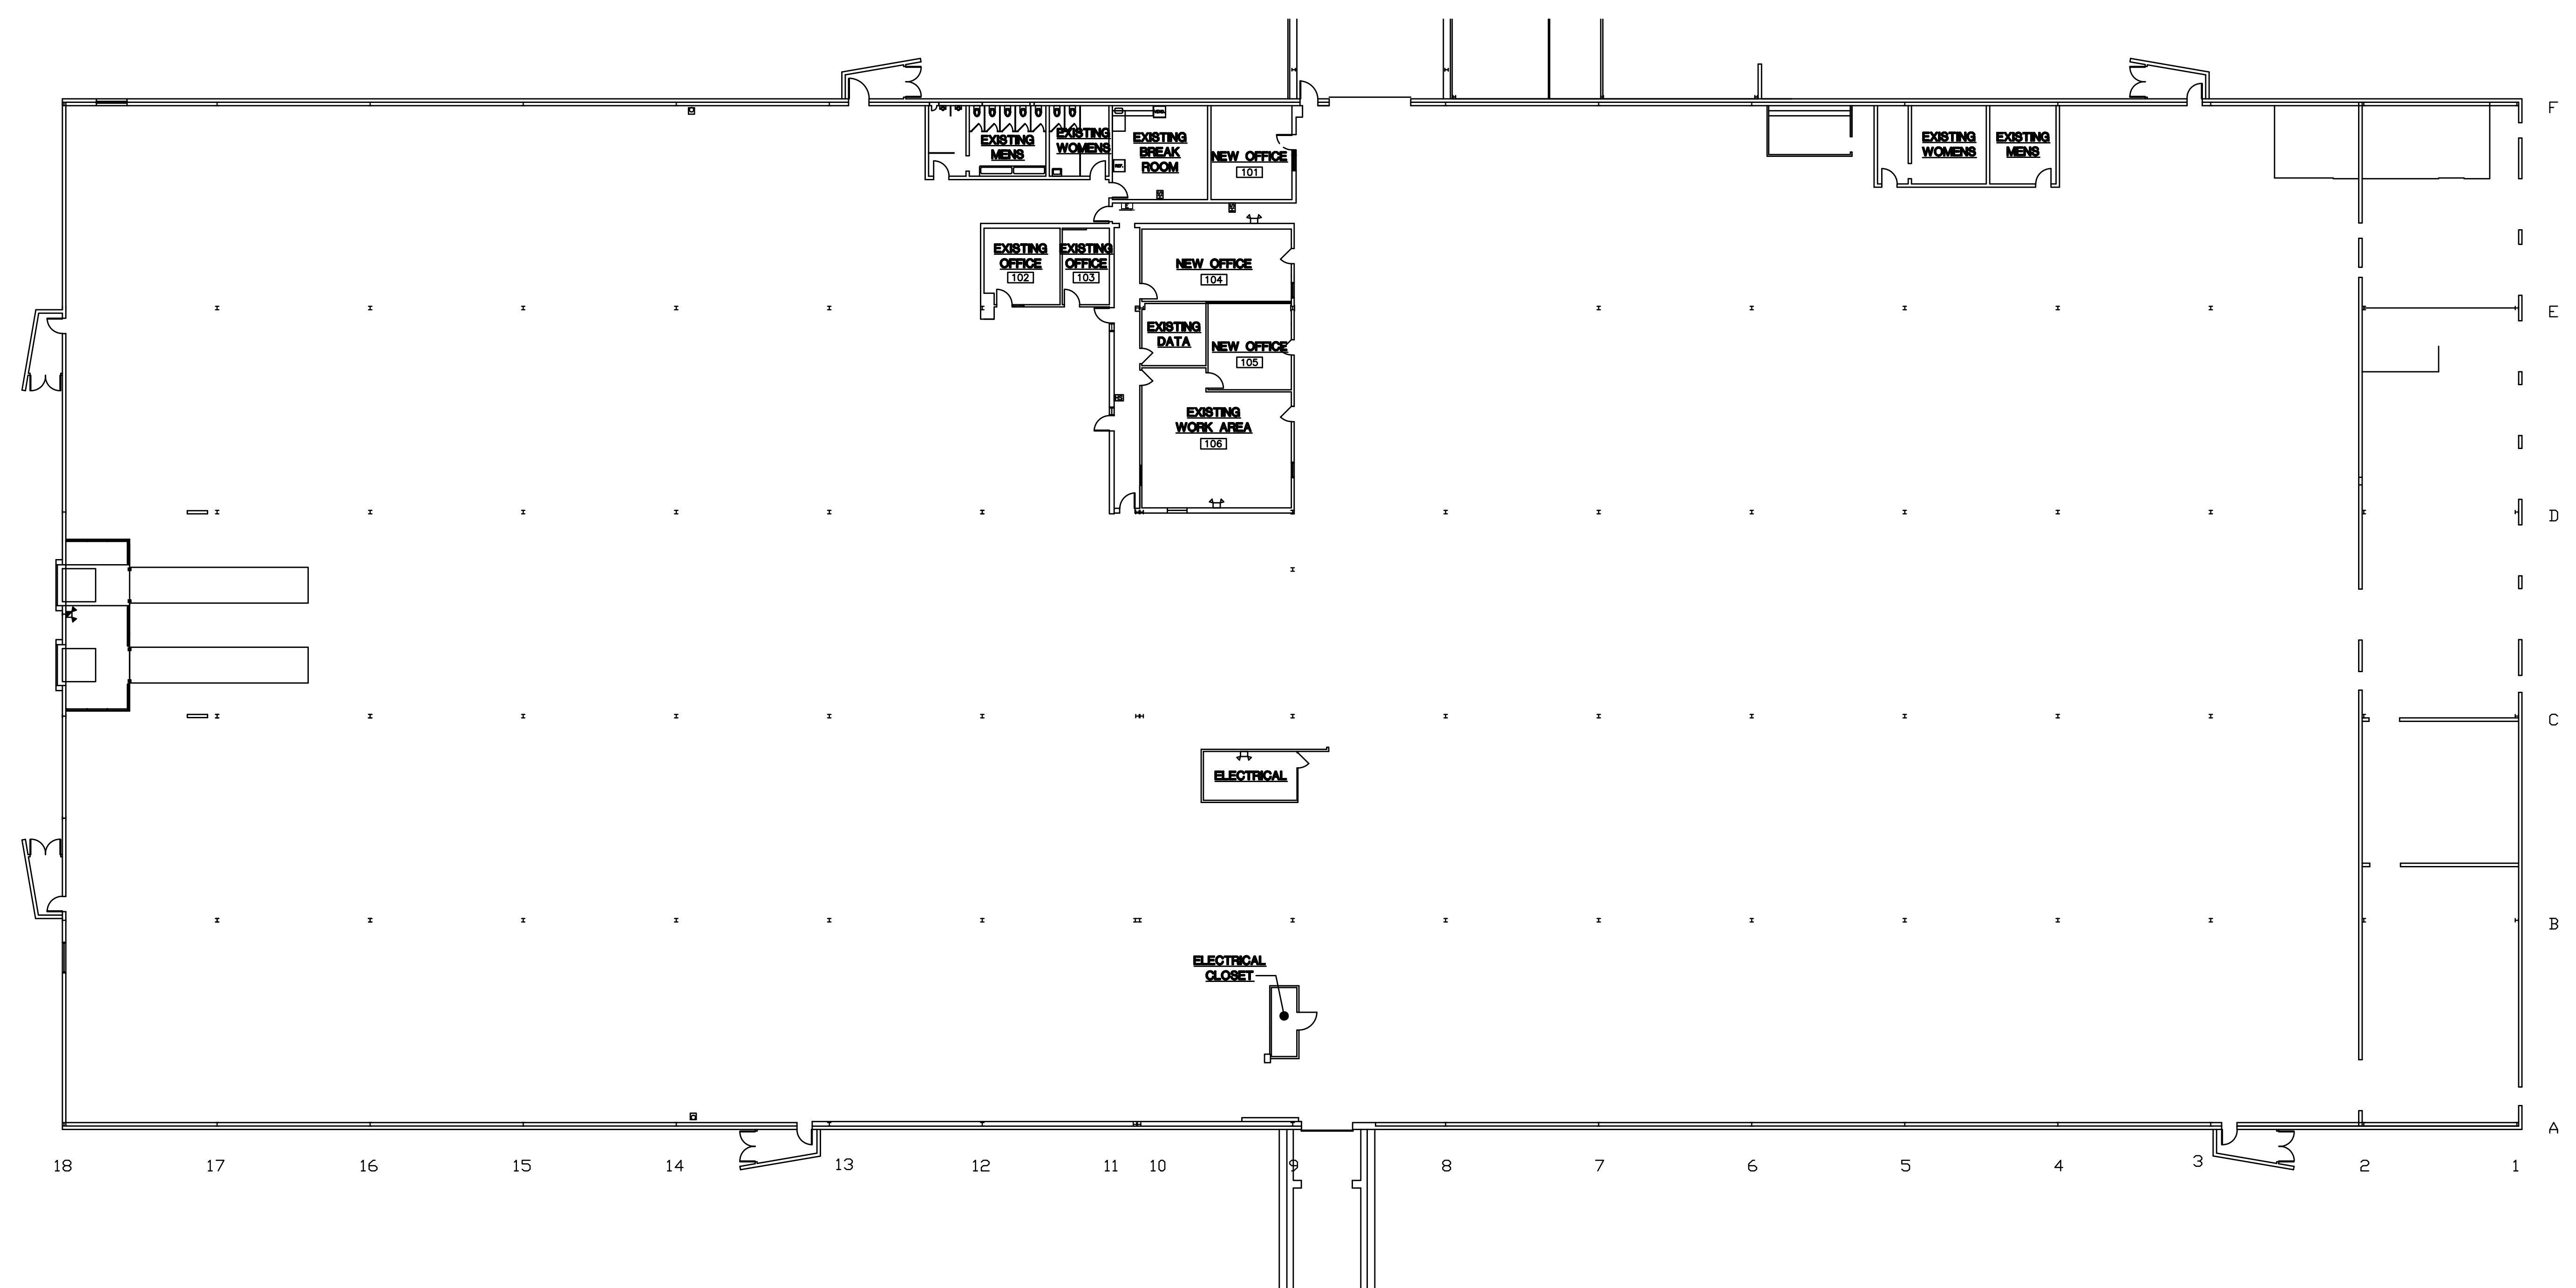 F
EXISTING
MENS
EXISTING
WOMENS
EXISTING
BREAK
ROOM
REF.
NEW OFFICE
101
EXISTING
WOMENS
EXISTING
MENS
EXISTING
OFFICE
102
EXISTING
OFFICE
103
NEW OFFICE
104
E
EXISTING
DATA
NEW OFFICE
105
EXISTING
WORK AREA
106
D
C
ELECTRICAL
B
ELECTRICAL
CLOSET
A
18 17 16 15 14 13 12 11 10 9 8 7 6 5 4 3 2 1